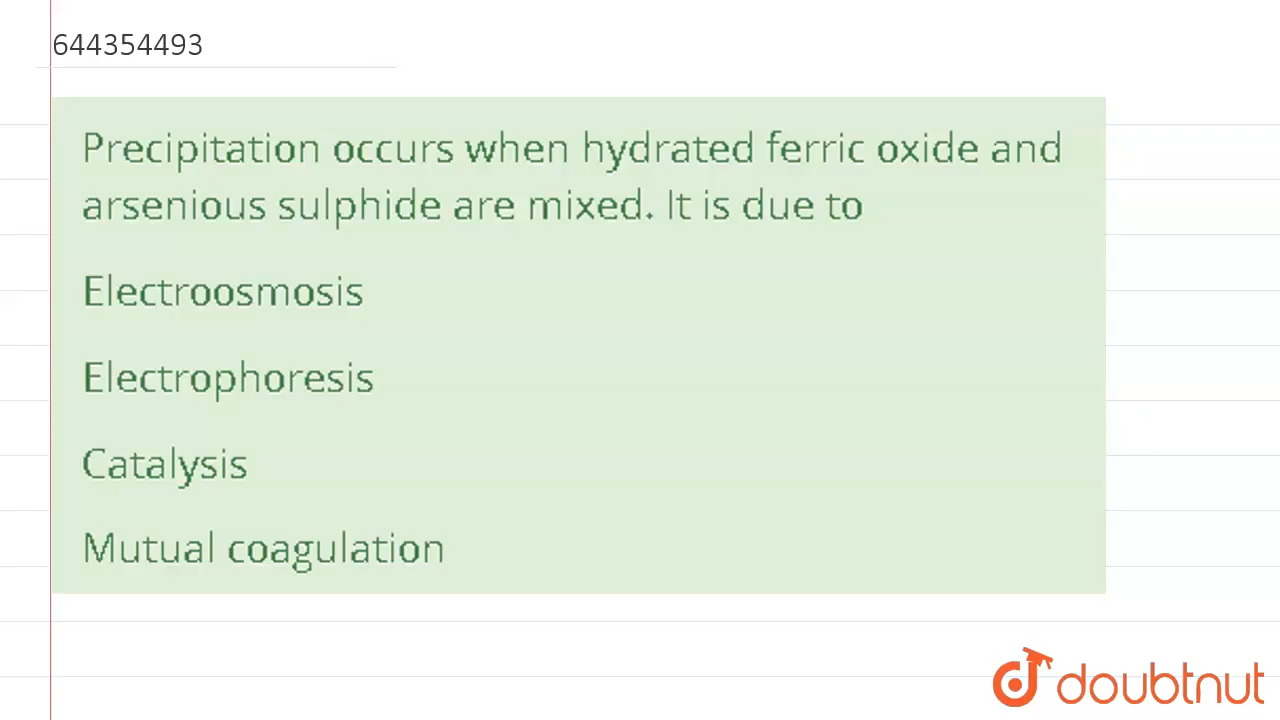 644354493
Precipitation occurs when hydrated ferric oxide and
arsenious sulphide are mixed. It is due to
Electroosmosis
Electrophoresis
Catalysis
Mutual coagulation
doubtnut